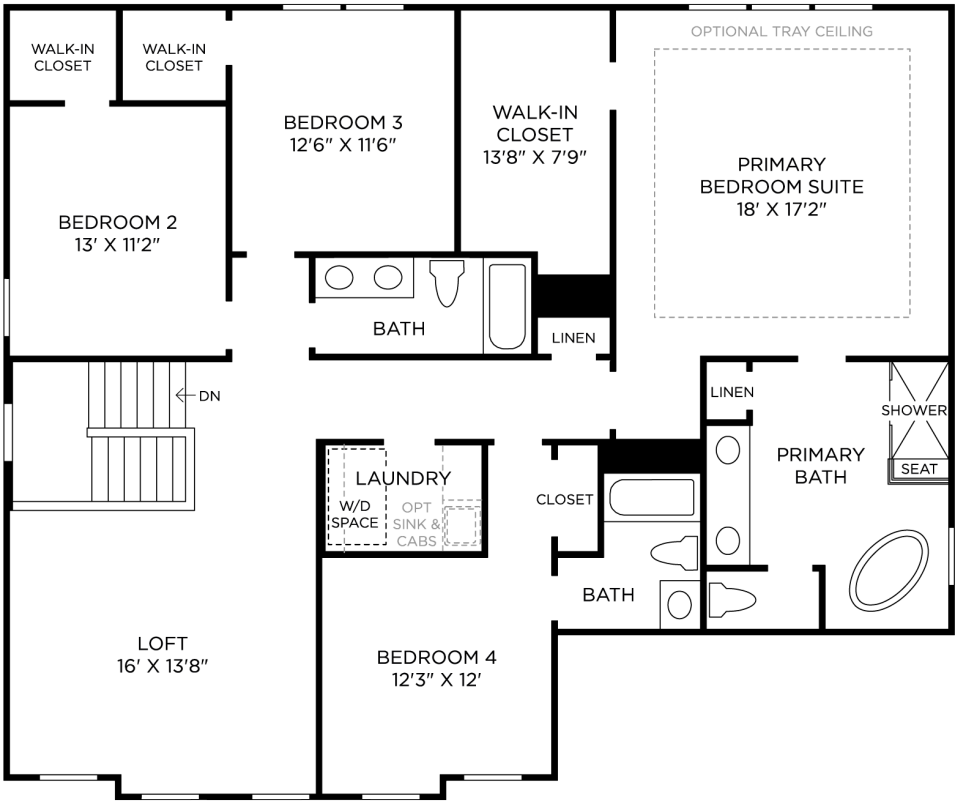 OPTIONAL TRAY CEILING
WALK-IN
CLOSET
WALK-IN
CLOSET
BEDROOM 3
12'6" X 11'6"
WALK-IN
CLOSET
13'8" X 7'9"
PRIMARY
BEDROOM SUITE
18' X 17'2"
BEDROOM 2
13' X 11'2"
BATH
LINEN
DN
LINEN
SHOWER
PRIMARY
BATH
SEAT
LAUNDRY
W/D
SPACE
OPT
SINK &
CABS
CLOSET
BATH
LOFT
16' X 13'8"
BEDROOM 4
12'3" X 12'